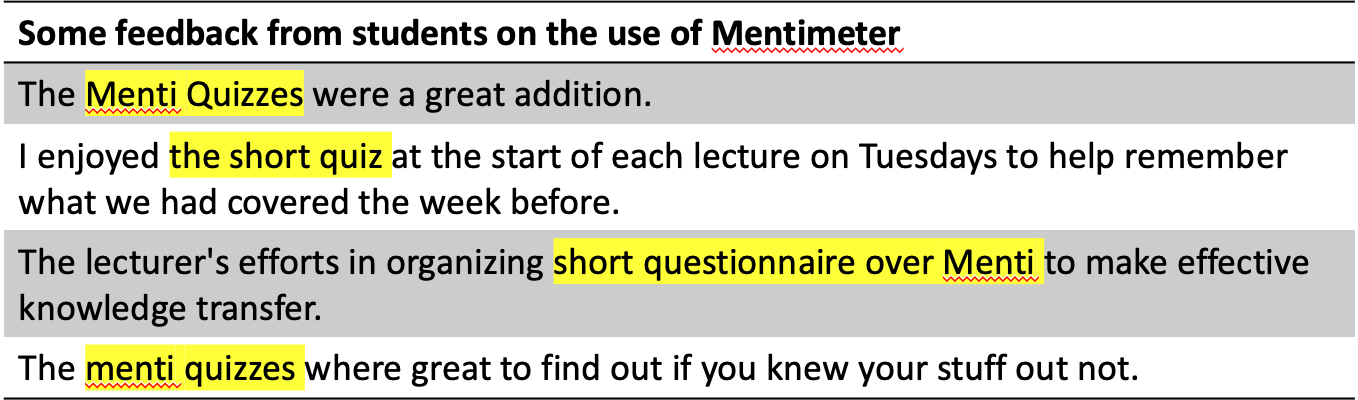 Some feedback from students on the use of Mentimeter
The Menti Quizzes were a great addition.
I enjoyed the short quiz at the start of each lecture on Tuesdays to help remember
what we had covered the week before.
The lecturer's efforts in organizing short questionnaire over Menti to make effective
knowledge transfer.
The menti quizzes where great to find out if you knew your stuff out not.